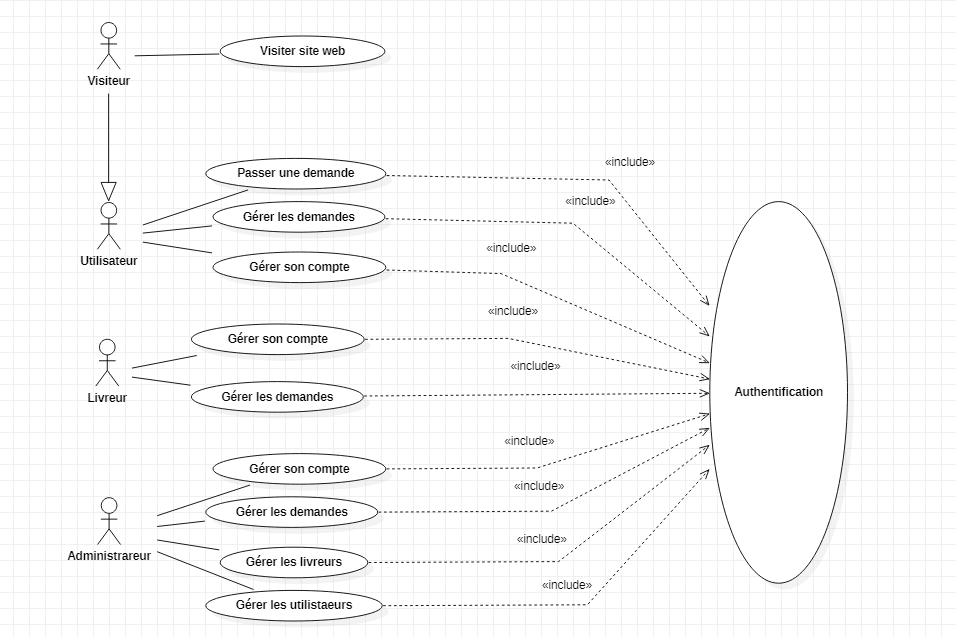 Visiter site web
Visiteur
«include»
Passer une demande
«include»
Gérer les demandes
«include»
Utilisateur
Gérer son compte
«include»
Gérer son compte
«include»
Livreur
Gérer les demandes
Authentification
«include»
Gérer son compte
«include»
Gérer les demandes
«include»
Administrareur
Gérer les livreurs
«include»
Gérer les utilistaeurs